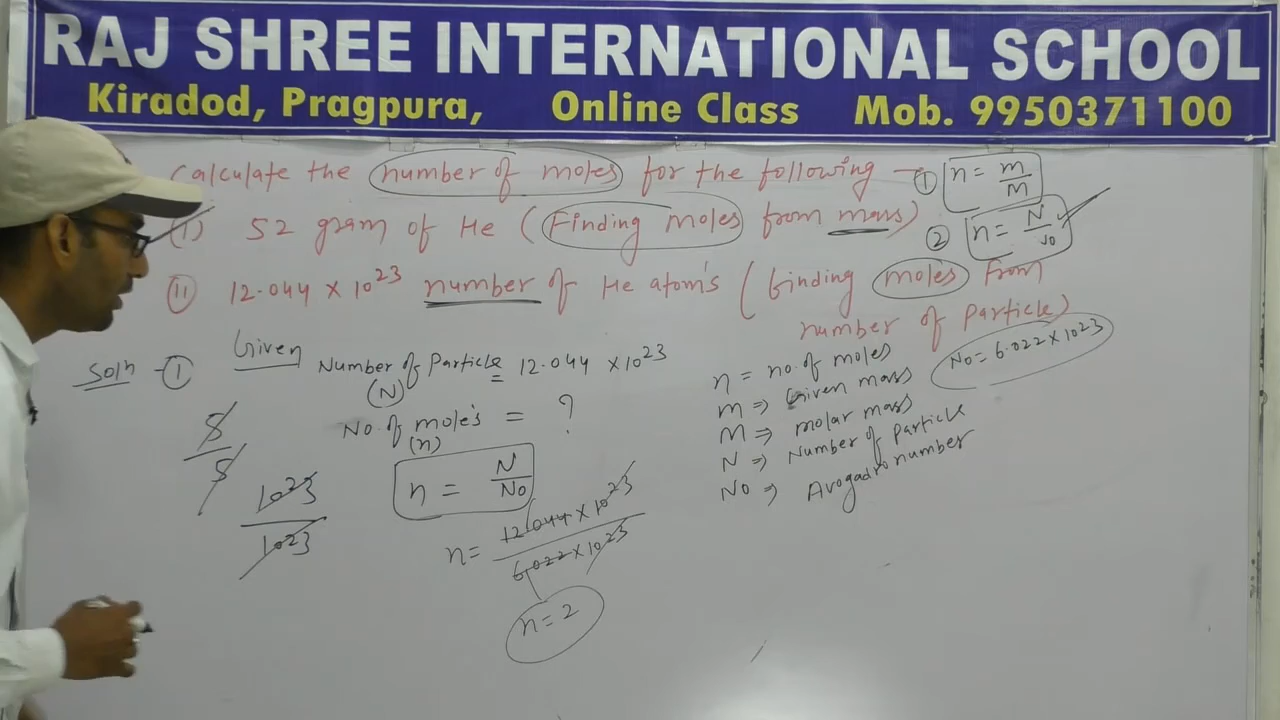 RAJ SHREE INTERNATIONAL SCHOOL
Kiradod, Pragpura, Online Class Mob. 9950371100
Calculate the number of moles for the following → ① n = m/M
(I) 52 gram of He (Finding moles from mass) ② n = N/No
(II) 12.044 × 10²³ number of He atom's (finding moles from
number of Particle)
No = 6.022 × 10²³
Soln - ① Given Number of Particle = 12.044 × 10²³
(N)
No. of mole's = ?
(n)
n = N/No
n = 12.044 × 10²³ / 6.022 × 10²³
n = 2
5/5
10²³/10²³
n = no. of moles
m ⇒ Given mass
M ⇒ molar mass
N ⇒ Number of Particle
No ⇒ Avogadro number